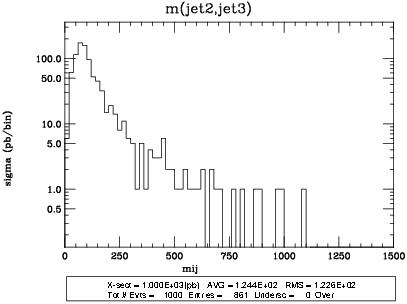 m(jet2,jet3)
sigma (pb/bin)
100.0
50.0
10.0
5.0
1.0
0.5
0
250
500
750
1000
1250
1500
mij
X-sect = 1.000E+03(pb) AVG = 1.244E+02 RMS = 1.226E+02
Tot # Evts = 1000 Entries = 861 Undersc = 0 Over